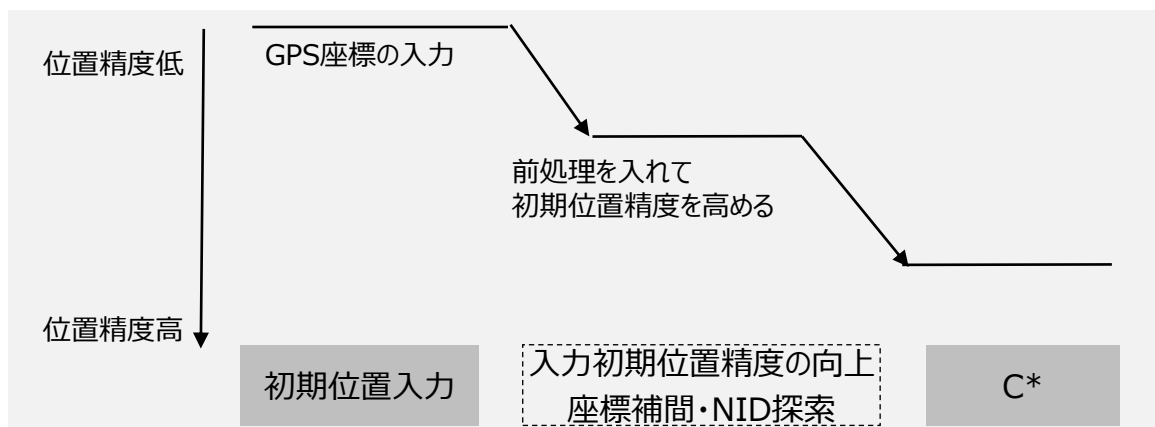 位置精度低
GPS座標の入力
前処理を入れて
初期位置精度を高める
位置精度高
初期位置入力
入力初期位置精度の向上
座標補間・NID探索
C*